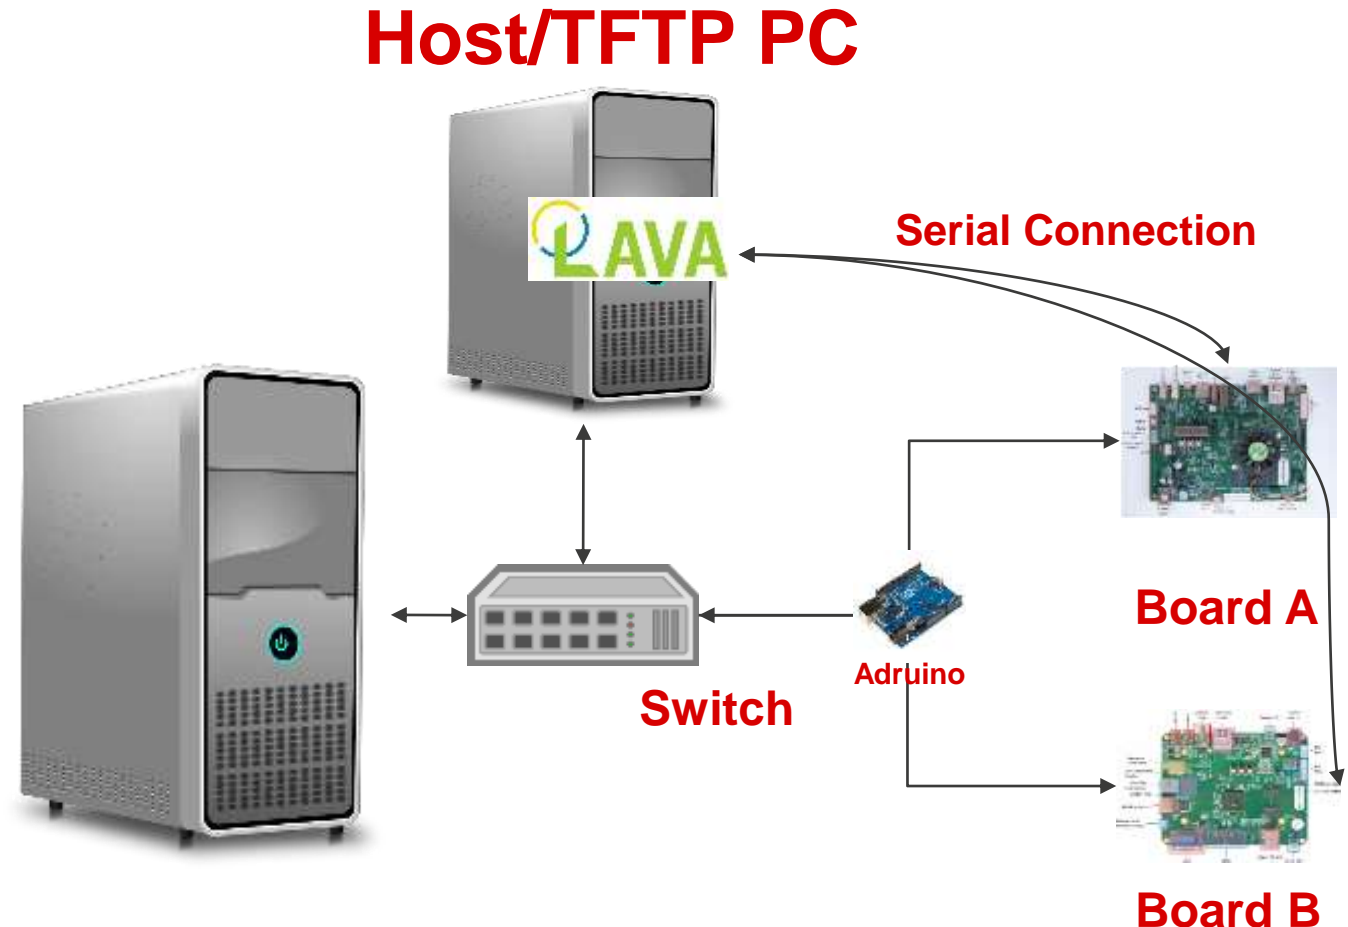 Host/TFTP PC
LAVA
Serial Connection
Board A
Adruino
Switch
Board B